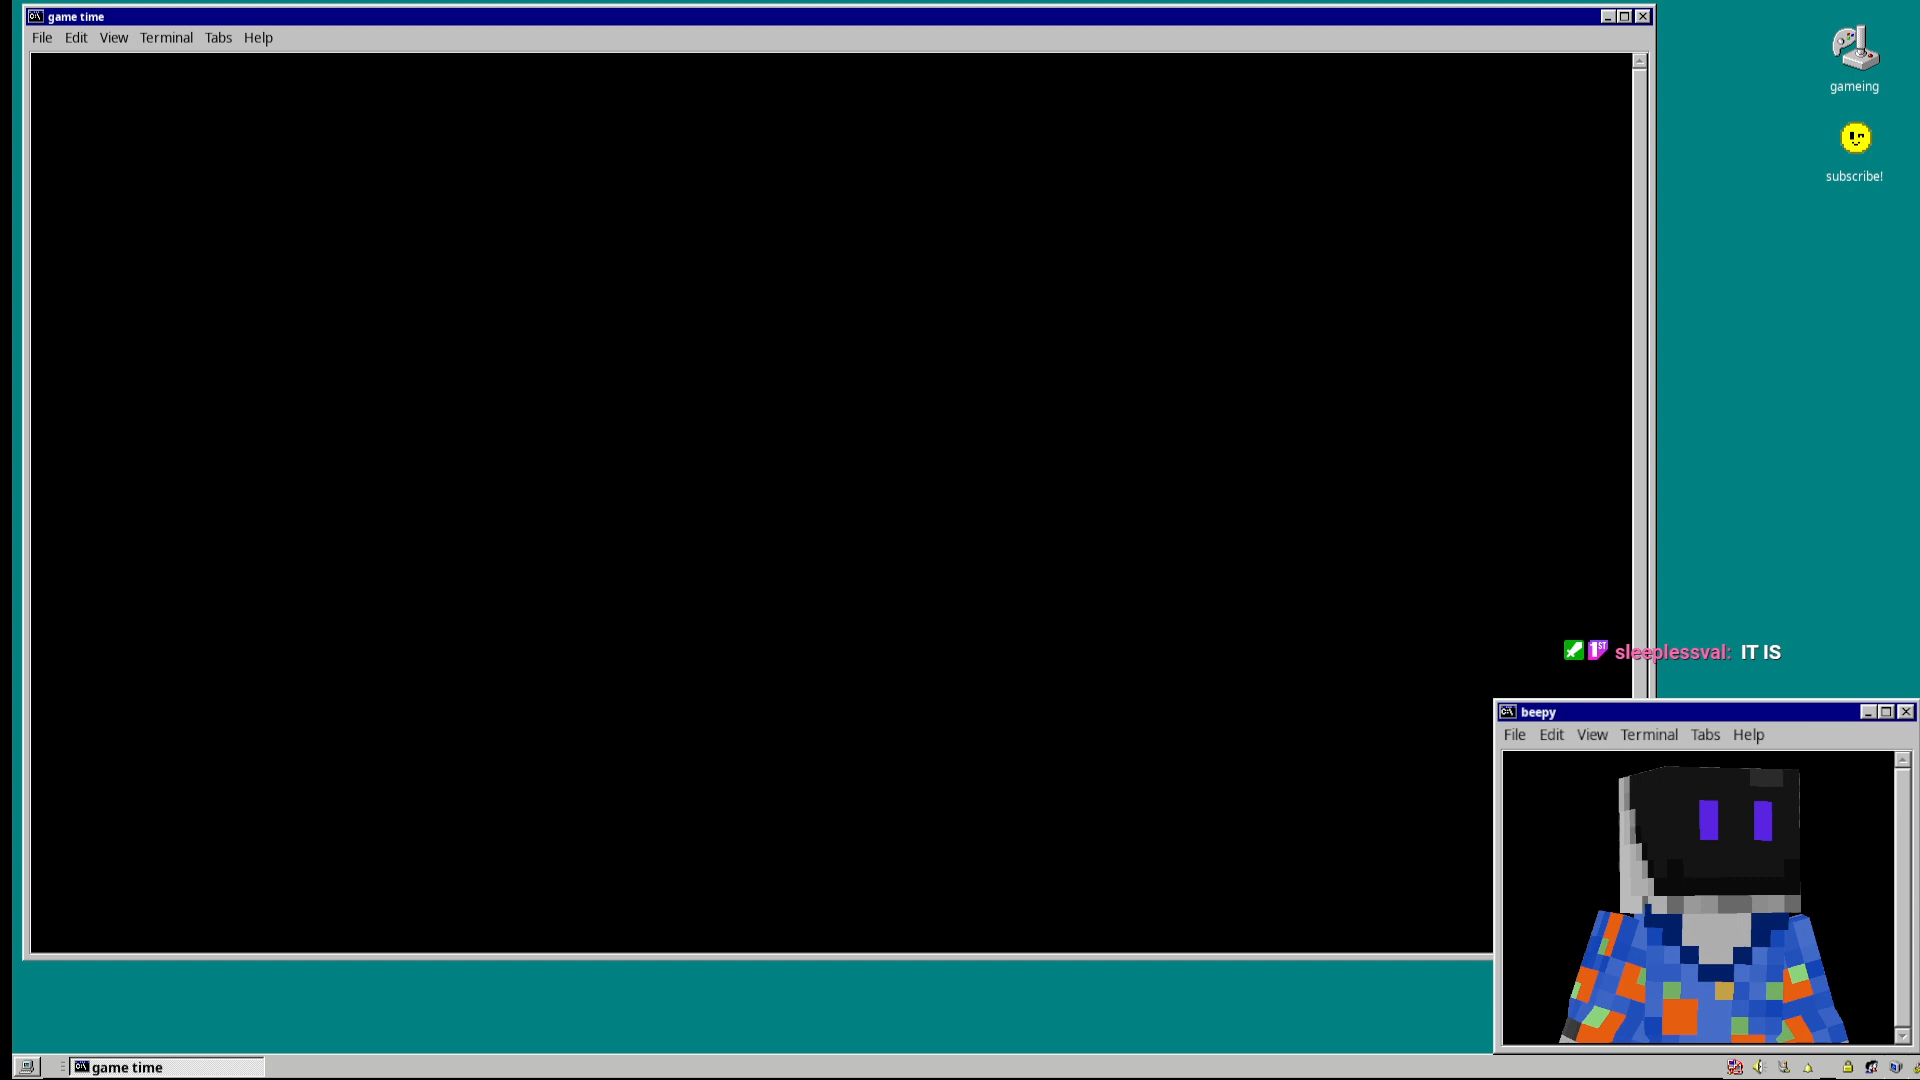 game time
File Edit View Terminal Tabs Help
gameing
subscribe!
1ST sleeplessval: IT IS
beepy
File Edit View Terminal Tabs Help
game time